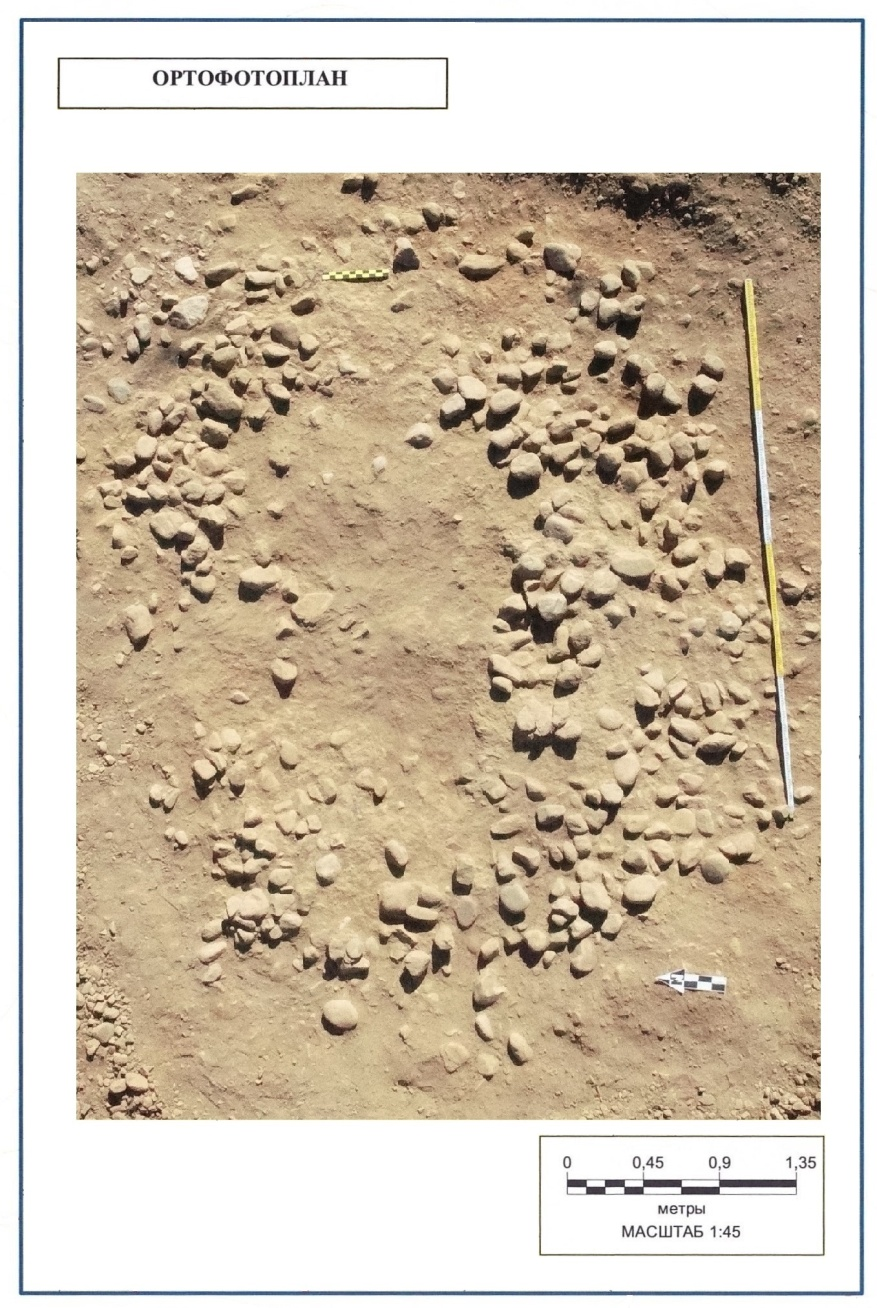 ОРТОФОТОПЛАН
0 0,45 0,9 1,35
метры
МАСШТАБ 1:45